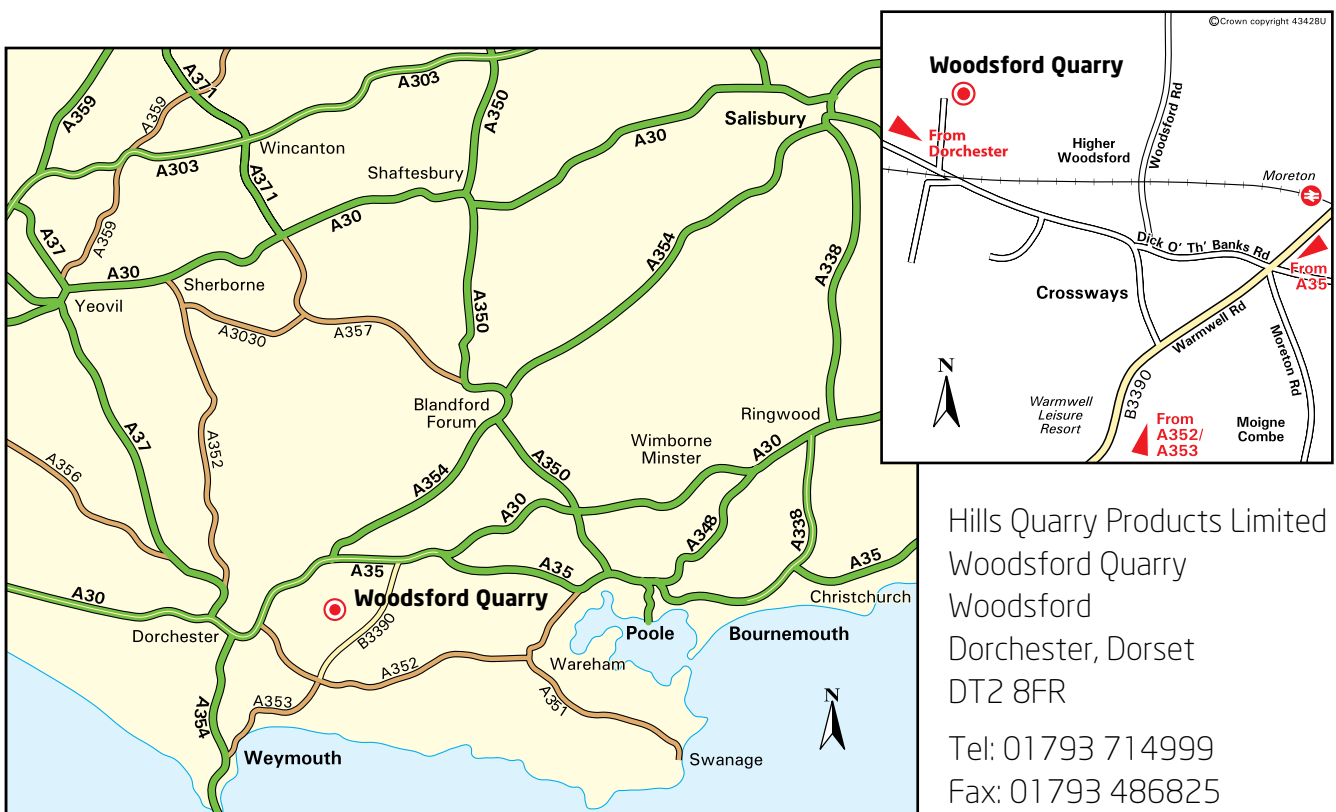 A371
A303
A350
A359
A359
Wincanton
A303
A371
Shaftesbury
A30
Salisbury
A30
A359
A37
A30
Sherborne
Yeovil
A354
A338
A350
A3030
A357
Blandford
Forum
Ringwood
Wimborne
Minster
A30
A37
A352
A356
A354
A350
A30
A348
A338
A35
A35
A35
Christchurch
A30
Woodsford Quarry
Dorchester
B3390
Poole
Bournemouth
Wareham
A352
A353
A351
A354
N
Weymouth
Swanage
©Crown copyright 43428U
Woodsford Quarry
From
Dorchester
Higher
Woodsford
Woodsford Rd
Moreton
Dick O' Th' Banks Rd
From
A35
Crossways
Warmwell Rd
Moreton Rd
N
B3390
Warmwell
Leisure
Resort
From
A352/
A353
Moigne
Combe
Hills Quarry Products Limited
Woodsford Quarry
Woodsford
Dorchester, Dorset
DT2 8FR
Tel: 01793 714999
Fax: 01793 486825